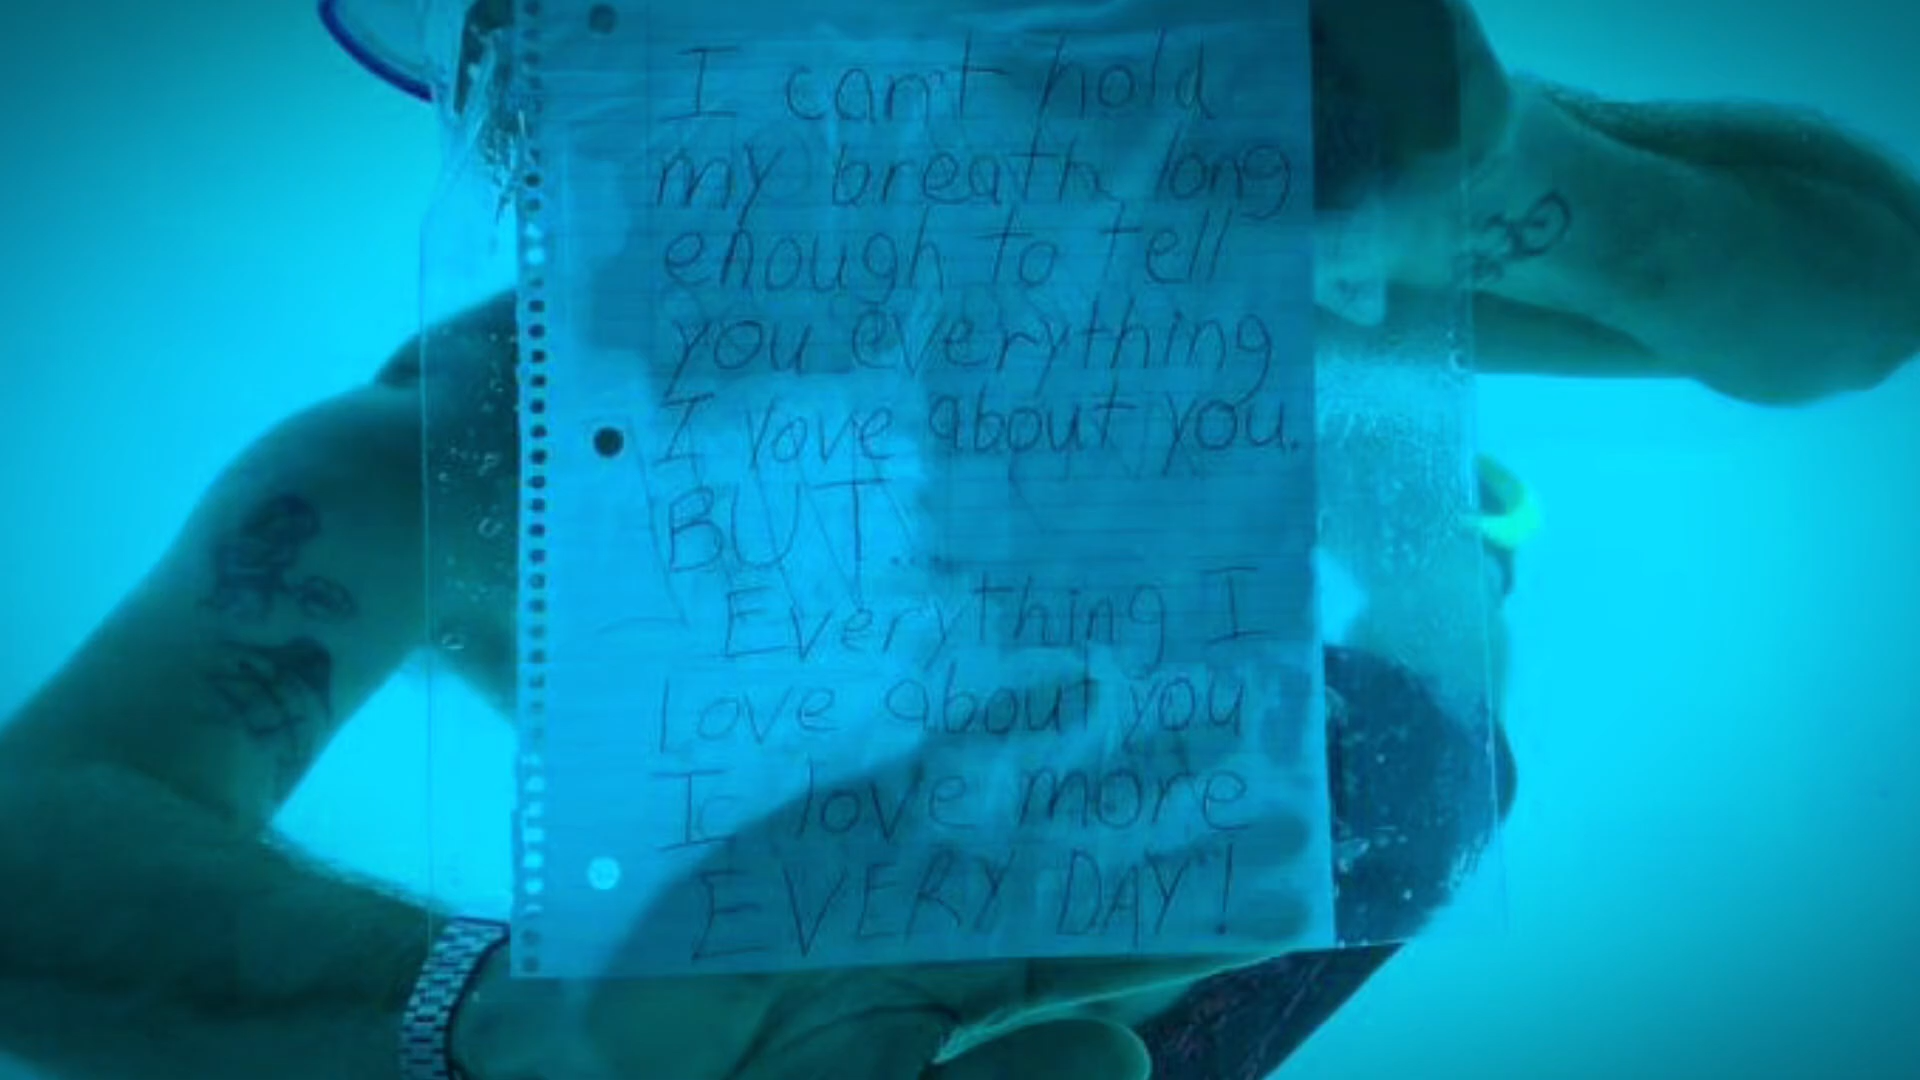 I can't hold
my breath long
enough to tell
you everything
I love about you.
BUT...
Everything I
Love about you
I love more
EVERY DAY!